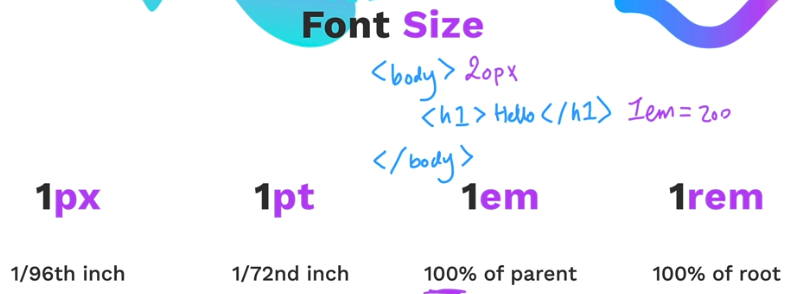 Font Size
<body> 20px
<h1> Hello </h1> 1em = 200
</body>
1px 1pt 1em 1rem
1/96th inch 1/72nd inch 100% of parent 100% of root